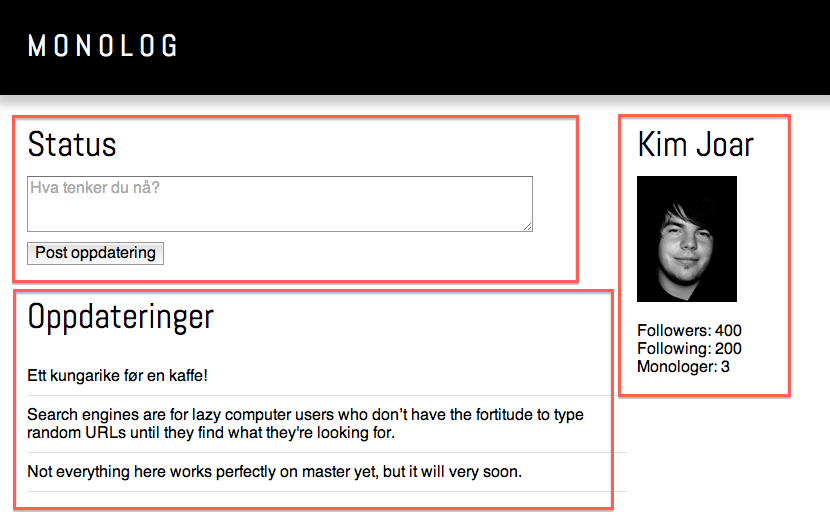 MONOLOG
Status
Hva tenker du nå?
Post oppdatering
Oppdateringer
Ett kungarike før en kaffe!
Search engines are for lazy computer users who don’t have the fortitude to type
random URLs until they find what they're looking for.
Not everything here works perfectly on master yet, but it will very soon.
Kim Joar
Followers: 400
Following: 200
Monologer: 3